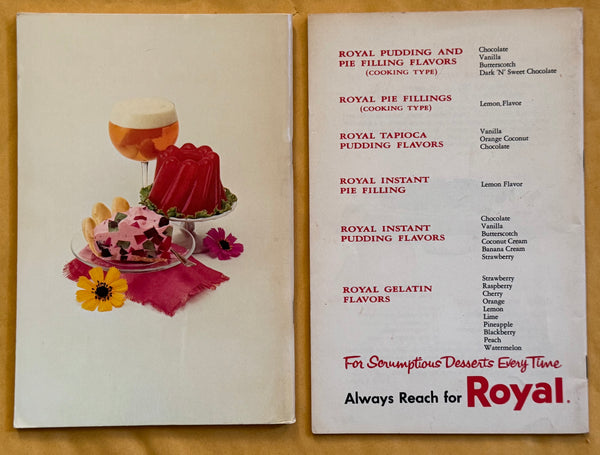 ROYAL PUDDING AND
PIE FILLING FLAVORS
(COOKING TYPE)
Chocolate
Vanilla
Butterscotch
Dark 'N' Sweet Chocolate
ROYAL PIE FILLINGS
(COOKING TYPE)
Lemon Flavor
ROYAL TAPIOCA
PUDDING FLAVORS
Vanilla
Orange Coconut
Chocolate
ROYAL INSTANT
PIE FILLING
Lemon Flavor
ROYAL INSTANT
PUDDING FLAVORS
Chocolate
Vanilla
Butterscotch
Coconut Cream
Banana Cream
Strawberry
ROYAL GELATIN
FLAVORS
Strawberry
Raspberry
Cherry
Orange
Lemon
Lime
Pineapple
Blackberry
Peach
Watermelon
For Scrumptious Desserts Every Time
Always Reach for Royal.